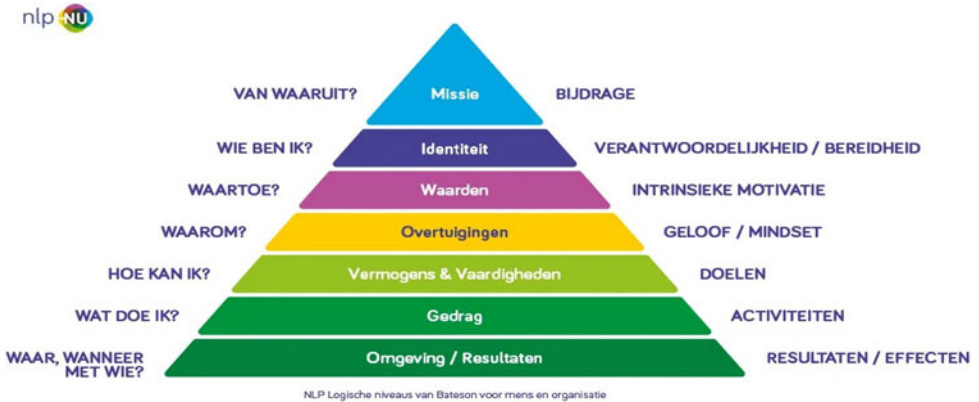 nlp NU
VAN WAARUIT? Missie BIJDRAGE
WIE BEN IK? Identiteit VERANTWOORDELIJKHEID / BEREIDHEID
WAARTOE? Waarden INTRINSIEKE MOTIVATIE
WAAROM? Overtuigingen GELOOF / MINDSET
HOE KAN IK? Vermogens & Vaardigheden DOELEN
WAT DOE IK? Gedrag ACTIVITEITEN
WAAR, WANNEER
MET WIE? Omgeving / Resultaten RESULTATEN / EFFECTEN
NLP Logische niveaus van Bateson voor mens en organisatie